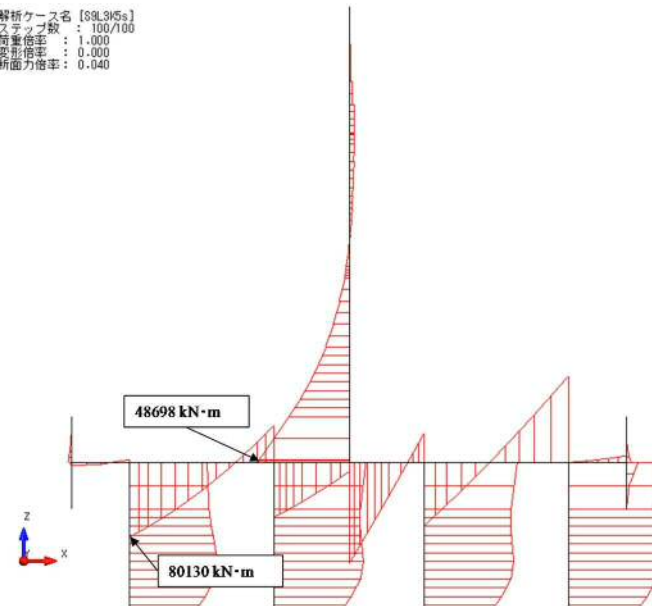 解析ケース名 [S9L3K5s]
ステップ数 : 100/100
荷重倍率 : 1.000
変形倍率 : 0.000
断面力倍率: 0.040
48698 kN・m
80130 kN・m
Z
X